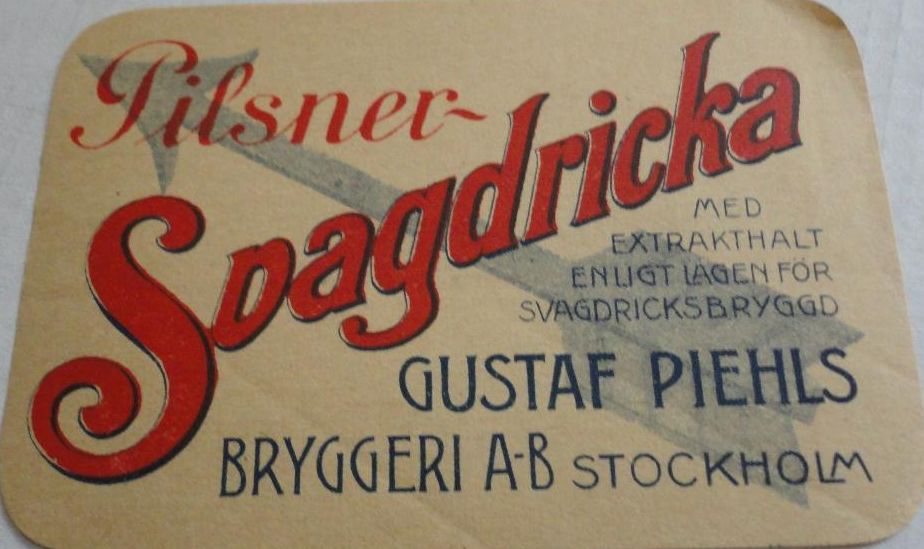 Pilsner-
Svagdricka
MED
EXTRAKTHALT
ENLIGT LAGEN FÖR
SVAGDRICKSBRYGGD
GUSTAF PIEHLS
BRYGGERI A-B STOCKHOLM